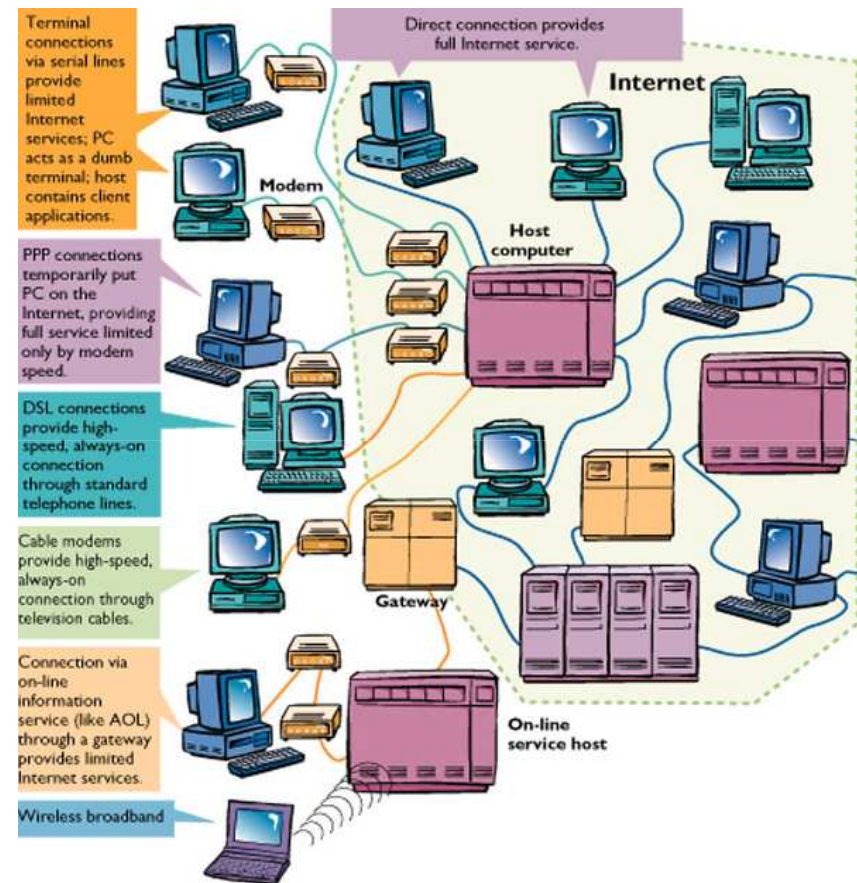 Terminal
connections
via serial lines
provide
limited
Internet
services; PC
acts as a dumb
terminal; host
contains client
applications.
Direct connection provides
full Internet service.
Internet
Modem
Host
computer
PPP connections
temporarily put
PC on the
Internet, providing
full service limited
only by modem
speed.
DSL connections
provide high-
speed, always-on
connection
through standard
telephone lines.
Cable modems
provide high-speed,
always-on
connection through
television cables.
Gateway
Connection via
on-line
information
service (like AOL)
through a gateway
provides limited
Internet services.
On-line
service host
Wireless broadband